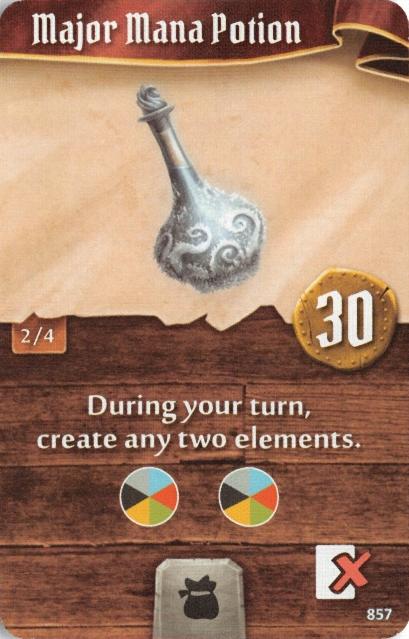 Major Mana Potion
30
2/4
During your turn,
create any two elements.
857